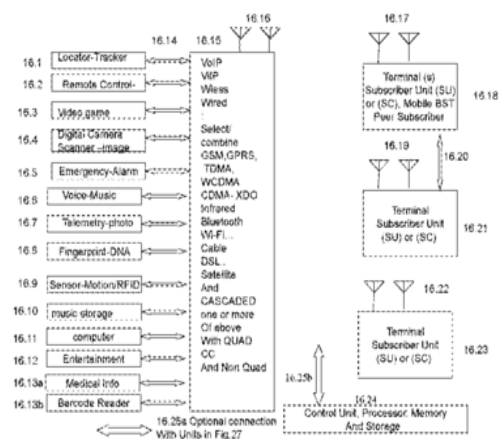 16.14
16.15
16.16
16.1 Locator-Tracker
16.2 Remote Control-
16.3 Video game
16.4 Digital Camera
Scanner -Image
16.5 Emergency-Alarm
16.6 Voice-Music
16.7 Telemetry-photo
16.8 Fingerprint-DNA
16.9 Sensor-Motion/RFID
16.10 music storage
16.11 computer
16.12 Entertainment
16.13a Medical info
16.13b Barcode Reader
VoIP
Wired
:
Select/
combine
GSM,GPRS,
TDMA,
WCDMA
CDMA- XDO
Infrared
Bluetooth
Wi-Fi...
Cable
DSL..
Satellite
And
CASCADED
one or more
Of above
With QUAD
CC
And Non Quad
16.25a Optional connection
With Units in Fig.27
16.17
Terminal (s)
Subscriber Unit (SU)
or (SC), Mobile BST
Peer Subscriber
16.18
16.19
16.20
Terminal
Subscriber Unit
(SU) or (SC)
16.21
16.22
Terminal
Subscriber Unit
(SU) or (SC)
16.23
16.25b
16.24
Control Unit, Processor, Memory
And Storage